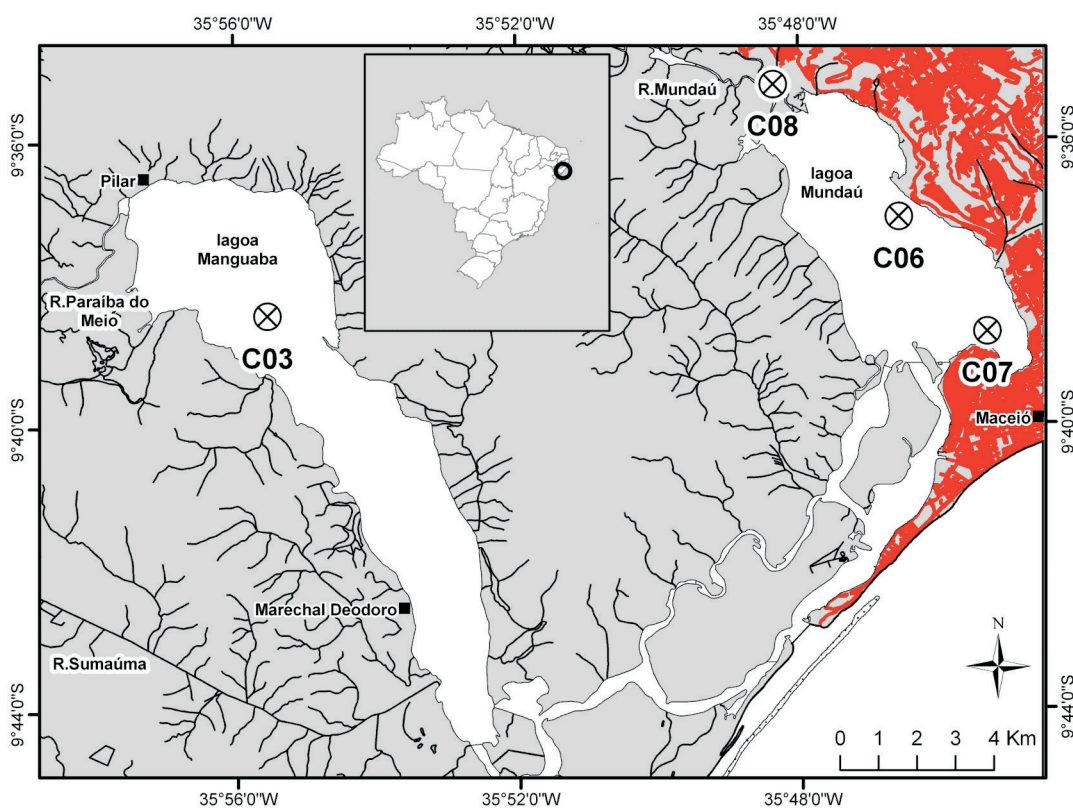 35°56'0"W 35°52'0"W 35°48'0"W
R.Mundaú
C08
9°36'0"S
9°36'0"S
Pilar
lagoa
Mundaú
lagoa
Manguaba
C06
R.Paraíba do
Meio
C03
C07
Maceió
9°40'0"S
9°40'0"S
Marechal Deodoro
R.Sumaúma
N
9°44'0"S
9°44'0"S
0 1 2 3 4 Km
35°56'0"W 35°52'0"W 35°48'0"W